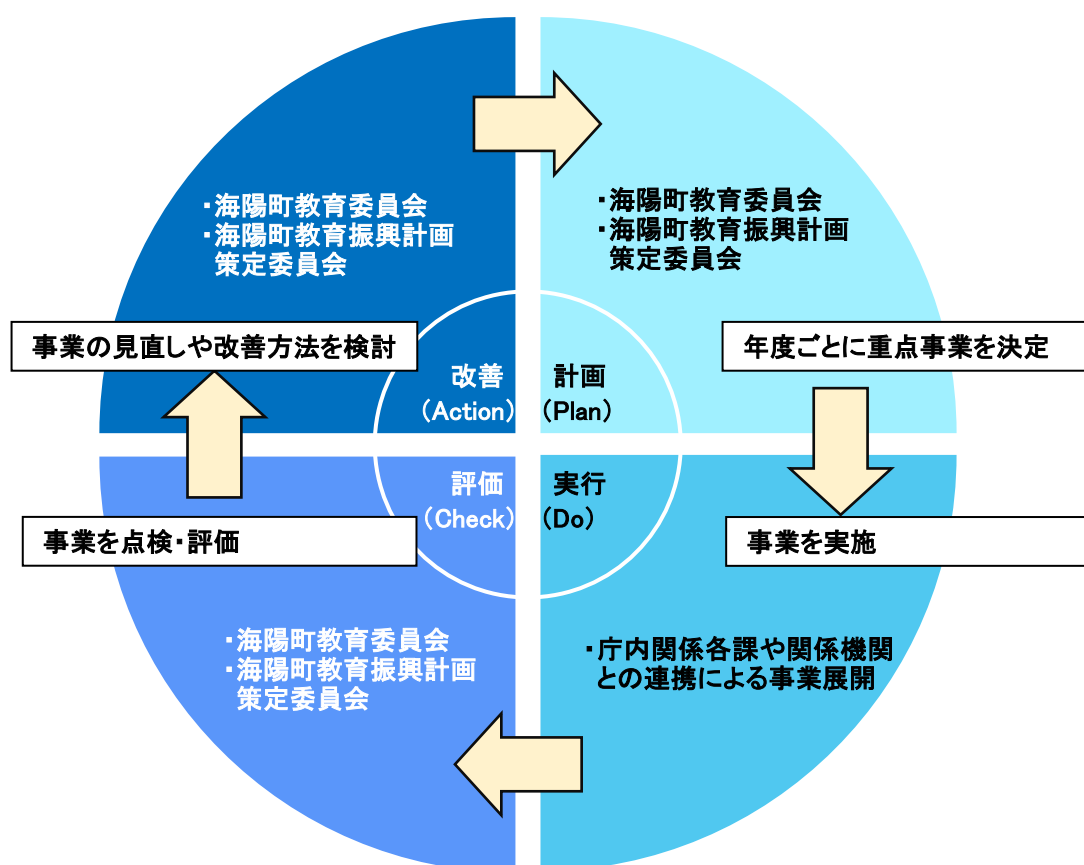 ・海陽町教育委員会
・海陽町教育振興計画
策定委員会
・海陽町教育委員会
・海陽町教育振興計画
策定委員会
事業の見直しや改善方法を検討
年度ごとに重点事業を決定
改善
（Action）
計画
（Plan）
評価
（Check）
実行
（Do）
事業を点検・評価
事業を実施
・海陽町教育委員会
・海陽町教育振興計画
策定委員会
・庁内関係各課や関係機関
との連携による事業展開